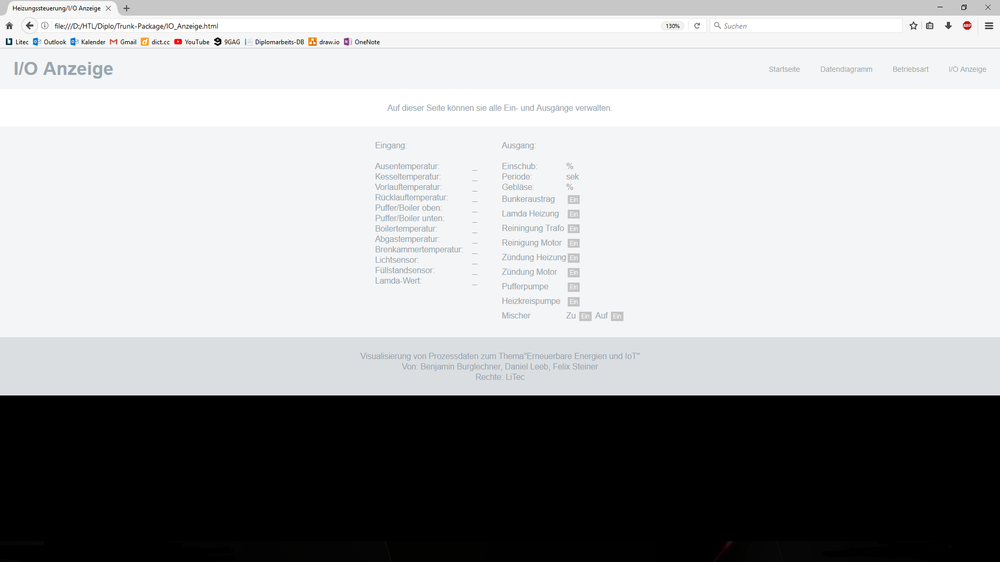 Heizungssteuerung/I/O Anzeige
file:///D:/HTL/Diplo/Trunk-Package/IO_Anzeige.html 130% Suchen ABP
Litec Outlook Kalender Gmail dict.cc YouTube 9GAG Diplomarbeits-DB draw.io OneNote
I/O Anzeige Startseite Datendiagramm Betriebsart I/O Anzeige
Auf dieser Seite können sie alle Ein- und Ausgänge verwalten.
Eingang:
Ausentemperatur: _
Kesseltemperatur: _
Vorlauftemperatur: _
Rücklauftemperatur: _
Puffer/Boiler oben: _
Puffer/Boiler unten: _
Boilertemperatur: _
Abgastemperatur: _
Brenkammertemperatur: _
Lichtsensor: _
Füllstandsensor: _
Lamda-Wert: _
Ausgang:
Einschub: %
Periode: sek
Gebläse: %
Bunkeraustrag Ein
Lamda Heizung Ein
Reiningung Trafo Ein
Reinigung Motor Ein
Zündung Heizung Ein
Zündung Motor Ein
Pufferpumpe Ein
Heizkreispumpe Ein
Mischer Zu Ein Auf Ein
Visualisierung von Prozessdaten zum Thema"Erneuerbare Energien und IoT"
Von: Benjamin Burglechner, Daniel Leeb, Felix Steiner
Rechte: LiTec